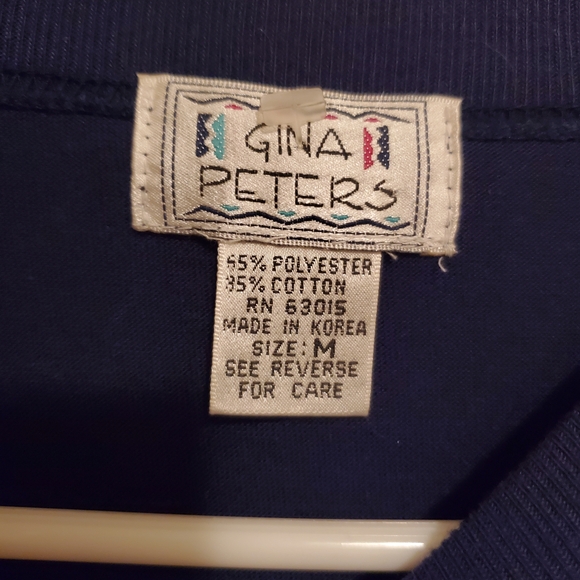 GINA
PETERS
65% POLYESTER
35% COTTON
RN 63015
MADE IN KOREA
SIZE: M
SEE REVERSE
FOR CARE